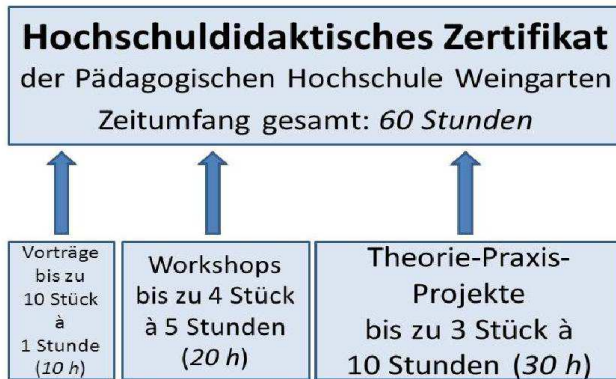 Hochschuldidaktisches Zertifikat
der Pädagogischen Hochschule Weingarten
Zeitumfang gesamt: 60 Stunden
Vorträge
bis zu
10 Stück
à
1 Stunde
(10 h)
Workshops
bis zu 4 Stück
à 5 Stunden
(20 h)
Theorie-Praxis-
Projekte
bis zu 3 Stück à
10 Stunden (30 h)